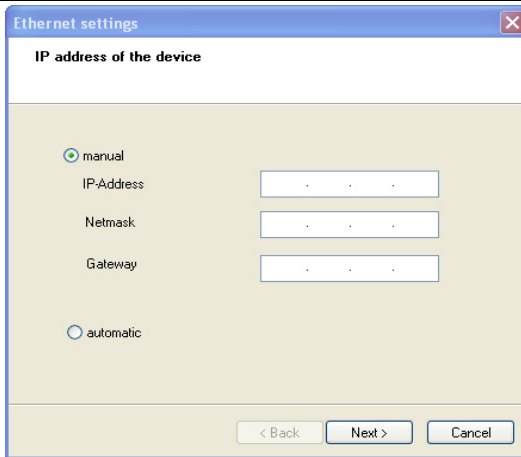 Ethernet settings
IP address of the device
manual
IP-Address . . .
Netmask . . .
Gateway . . .
automatic
< Back Next > Cancel